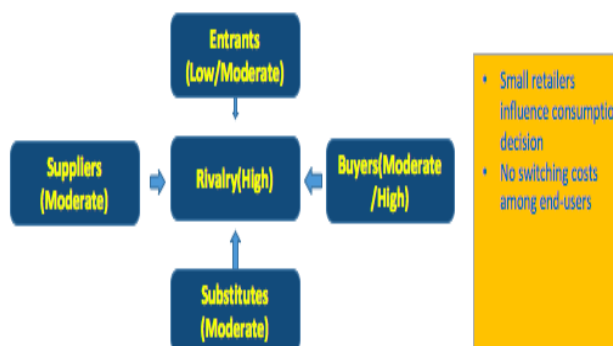 Entrants
(Low/Moderate)
Suppliers
(Moderate)
Rivalry(High)
Buyers(Moderate
/High)
Substitutes
(Moderate)
• Small retailers
influence consumptio
decision
• No switching costs
among end-users